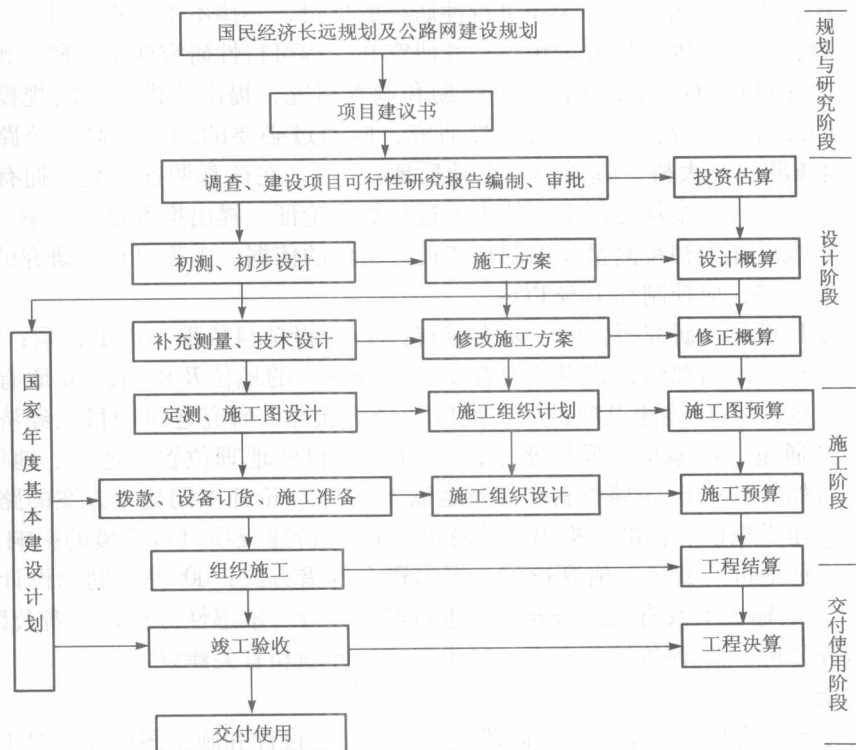 国民经济长远规划及公路网建设规划
项目建议书
调查、建设项目可行性研究报告编制、审批
投资估算
初测、初步设计
施工方案
设计概算
补充测量、技术设计
修改施工方案
修正概算
定测、施工图设计
施工组织计划
施工图预算
拨款、设备订货、施工准备
施工组织设计
施工预算
组织施工
工程结算
竣工验收
工程决算
交付使用
国家年度基本建设计划
规划与研究阶段
设计阶段
施工阶段
交付使用阶段